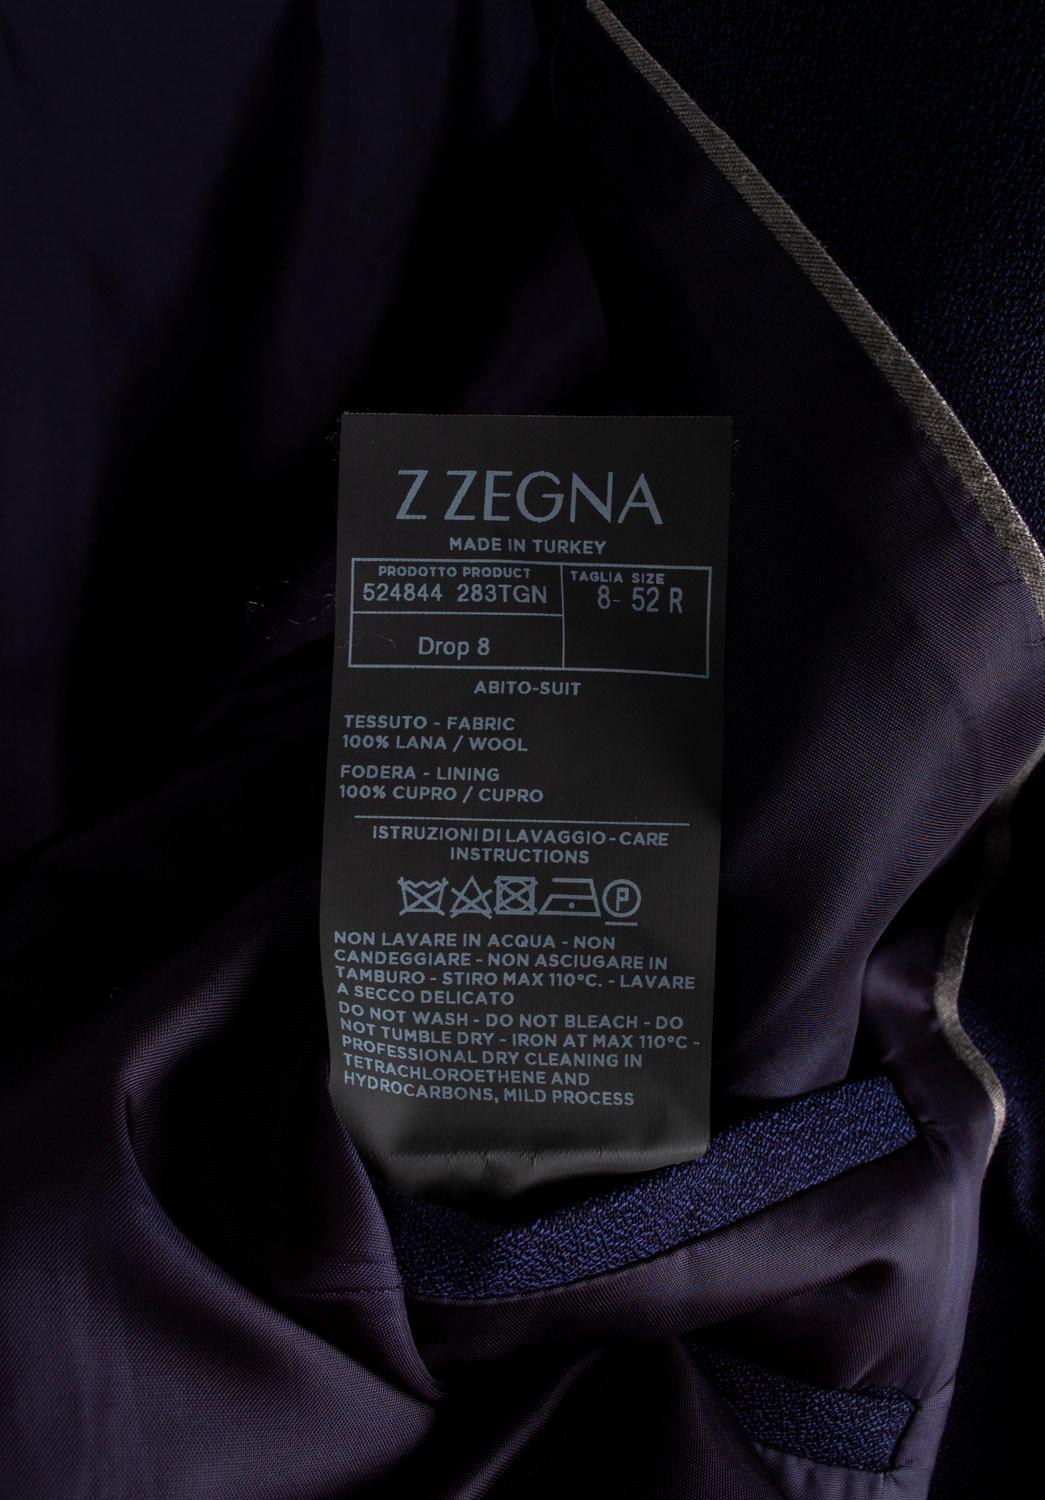 Z ZEGNA
MADE IN TURKEY
PRODOTTO PRODUCT
524844 283TGN
TAGLIA SIZE
8- 52 R
Drop 8
ABITO-SUIT
TESSUTO - FABRIC
100% LANA / WOOL
FODERA - LINING
100% CUPRO / CUPRO
ISTRUZIONI DI LAVAGGIO - CARE
INSTRUCTIONS
P
NON LAVARE IN ACQUA - NON
CANDEGGIARE - NON ASCIUGARE IN
TAMBURO - STIRO MAX 110°C. - LAVARE
A SECCO DELICATO
DO NOT WASH - DO NOT BLEACH - DO
NOT TUMBLE DRY - IRON AT MAX 110°C -
PROFESSIONAL DRY CLEANING IN
TETRACHLOROETHENE AND
HYDROCARBONS, MILD PROCESS